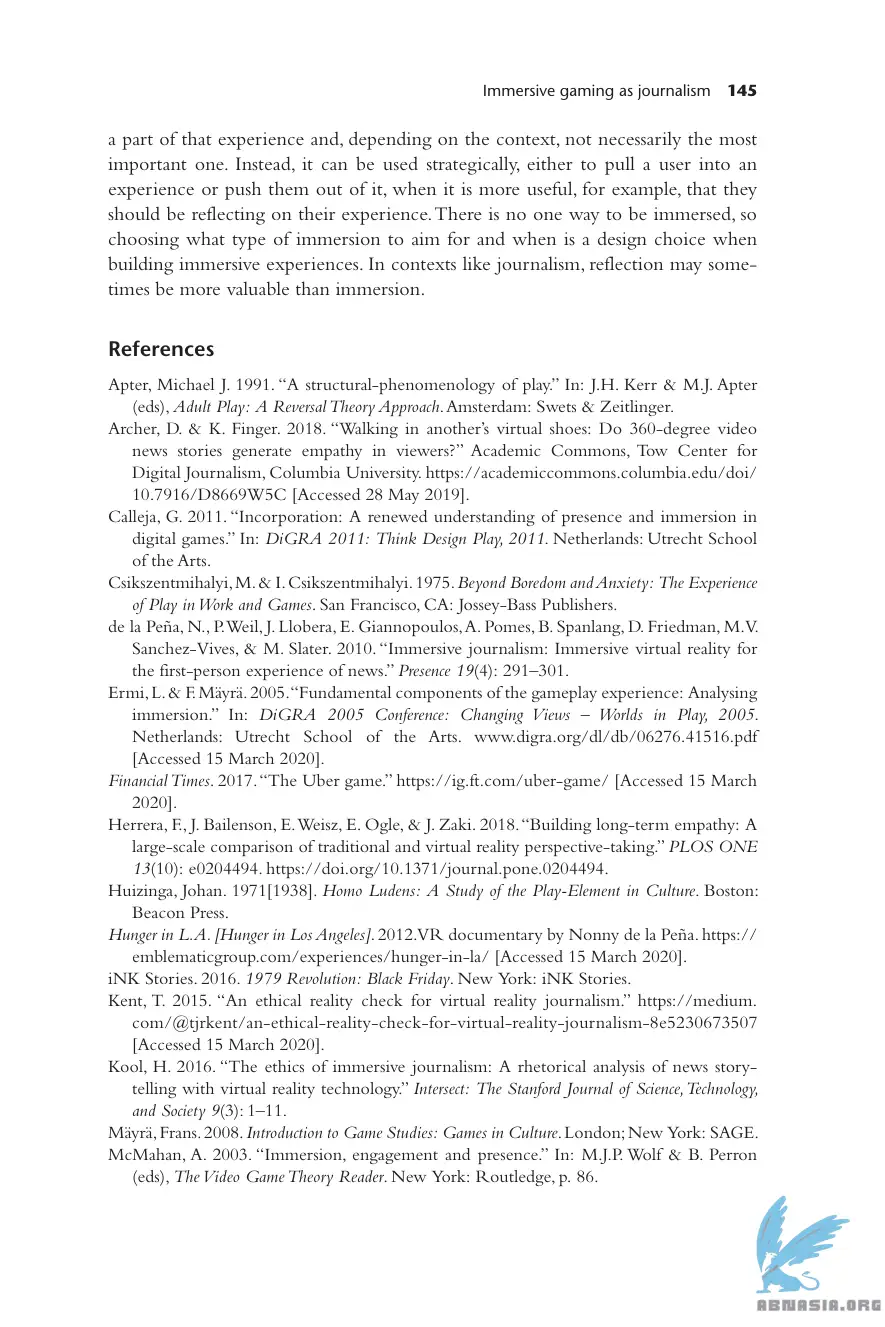 Immersive gaming as journalism 145
a part of that experience and, depending on the context, not necessarily the most
important one. Instead, it can be used strategically, either to pull a user into an
experience or push them out of it, when it is more useful, for example, that they
should be reflecting on their experience. There is no one way to be immersed, so
choosing what type of immersion to aim for and when is a design choice when
building immersive experiences. In contexts like journalism, reflection may some-
times be more valuable than immersion.
References
Apter, Michael J. 1991. “A structural-phenomenology of play.” In: J.H. Kerr & M.J. Apter
(eds), Adult Play: A Reversal Theory Approach. Amsterdam: Swets & Zeitlinger.
Archer, D. & K. Finger. 2018. “Walking in another’s virtual shoes: Do 360-degree video
news stories generate empathy in viewers?” Academic Commons, Tow Center for
Digital Journalism, Columbia University. https://academiccommons.columbia.edu/doi/
10.7916/D8669W5C [Accessed 28 May 2019].
Calleja, G. 2011. “Incorporation: A renewed understanding of presence and immersion in
digital games.” In: DiGRA 2011: Think Design Play, 2011. Netherlands: Utrecht School
of the Arts.
Csikszentmihalyi, M. & I. Csikszentmihalyi. 1975. Beyond Boredom and Anxiety: The Experience
of Play in Work and Games. San Francisco, CA: Jossey-Bass Publishers.
de la Peña, N., P. Weil, J. Llobera, E. Giannopoulos, A. Pomes, B. Spanlang, D. Friedman, M.V.
Sanchez-Vives, & M. Slater. 2010. “Immersive journalism: Immersive virtual reality for
the first-person experience of news.” Presence 19(4): 291–301.
Ermi, L. & F. Mäyrä. 2005. “Fundamental components of the gameplay experience: Analysing
immersion.” In: DiGRA 2005 Conference: Changing Views – Worlds in Play, 2005.
Netherlands: Utrecht School of the Arts. www.digra.org/dl/db/06276.41516.pdf
[Accessed 15 March 2020].
Financial Times. 2017. “The Uber game.” https://ig.ft.com/uber-game/ [Accessed 15 March
2020].
Herrera, F., J. Bailenson, E. Weisz, E. Ogle, & J. Zaki. 2018. “Building long-term empathy: A
large-scale comparison of traditional and virtual reality perspective-taking.” PLOS ONE
13(10): e0204494. https://doi.org/10.1371/journal.pone.0204494.
Huizinga, Johan. 1971[1938]. Homo Ludens: A Study of the Play-Element in Culture. Boston:
Beacon Press.
Hunger in L.A. [Hunger in Los Angeles]. 2012. VR documentary by Nonny de la Peña. https://
emblematicgroup.com/experiences/hunger-in-la/ [Accessed 15 March 2020].
iNK Stories. 2016. 1979 Revolution: Black Friday. New York: iNK Stories.
Kent, T. 2015. “An ethical reality check for virtual reality journalism.” https://medium.
com/@tjrkent/an-ethical-reality-check-for-virtual-reality-journalism-8e5230673507
[Accessed 15 March 2020].
Kool, H. 2016. “The ethics of immersive journalism: A rhetorical analysis of news story-
telling with virtual reality technology.” Intersect: The Stanford Journal of Science, Technology,
and Society 9(3): 1–11.
Mäyrä, Frans. 2008. Introduction to Game Studies: Games in Culture. London; New York: SAGE.
McMahan, A. 2003. “Immersion, engagement and presence.” In: M.J.P. Wolf & B. Perron
(eds), The Video Game Theory Reader. New York: Routledge, p. 86.
ABNASIA.ORG